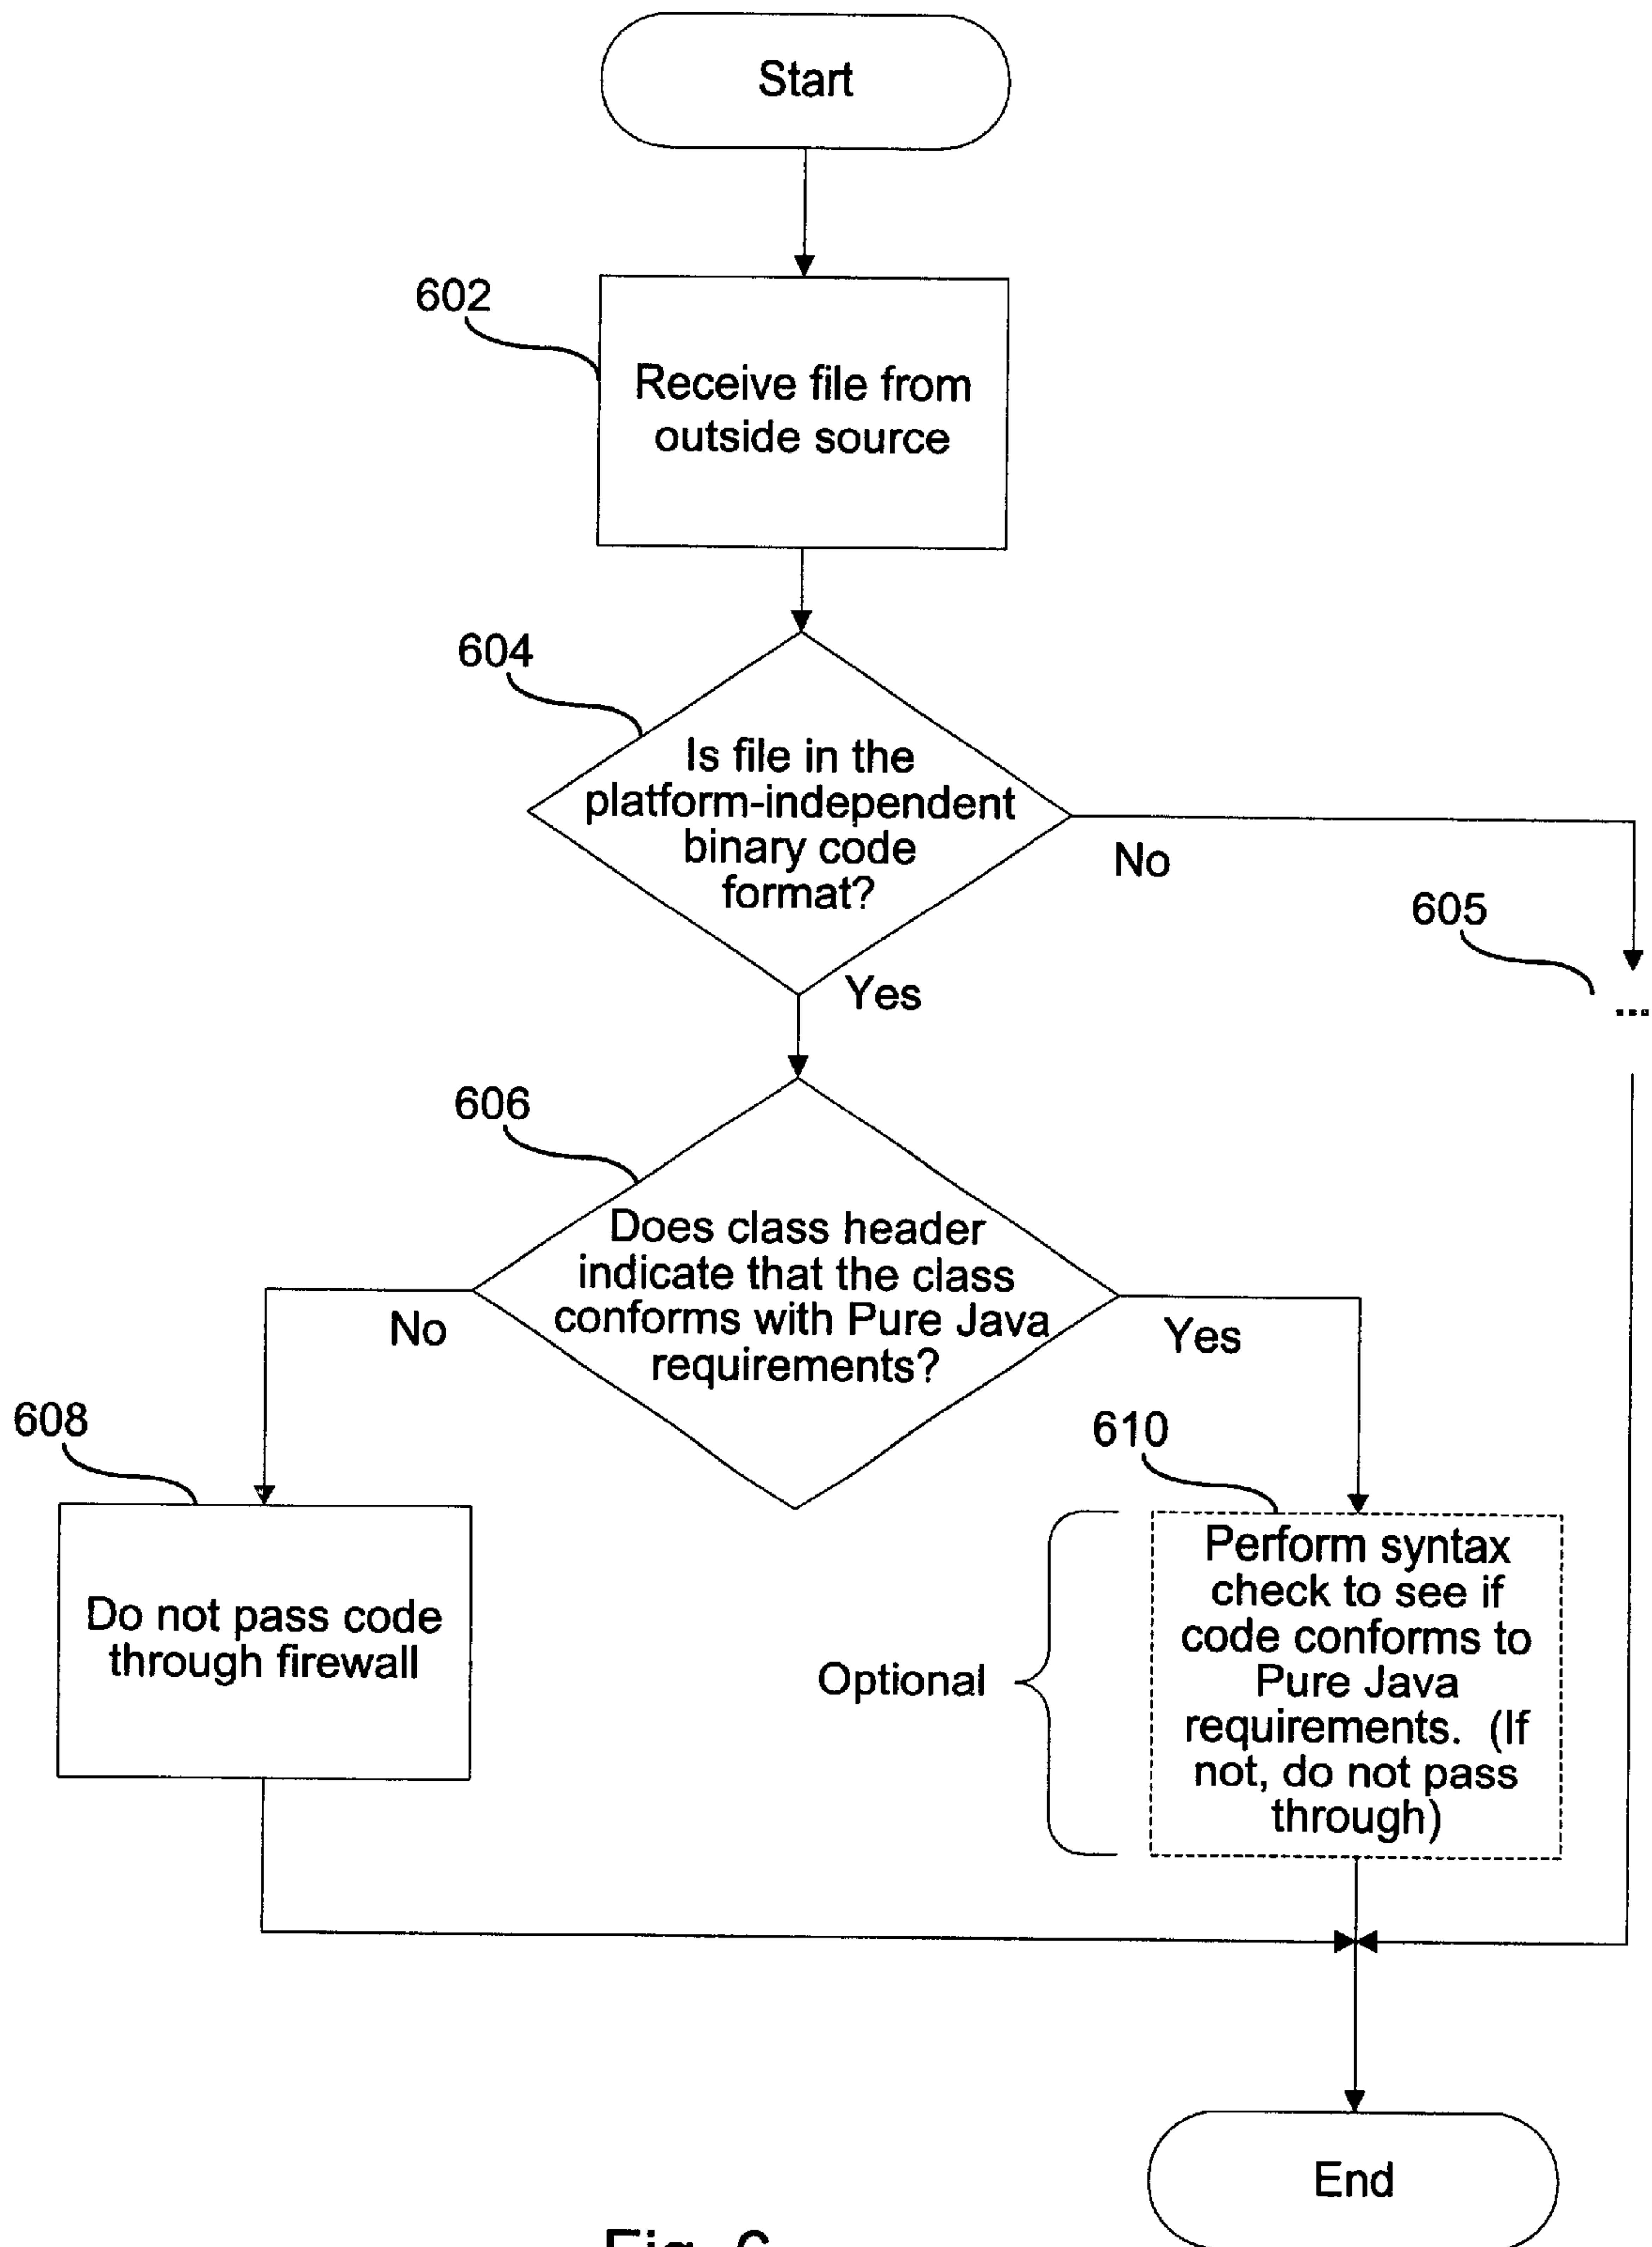 Start
602
Receive file from
outside source
604
Is file in the
platform-independent
binary code
format?
No
605
...
Yes
606
Does class header
indicate that the class
conforms with Pure Java
requirements?
No
Yes
608
Do not pass code
through firewall
610
Perform syntax
check to see if
code conforms to
Pure Java
requirements. (If
not, do not pass
through)
Optional
End
Fig. 6